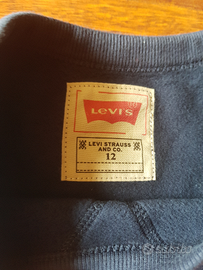 LEVI'S
LEVI STRAUSS
AND CO.
12